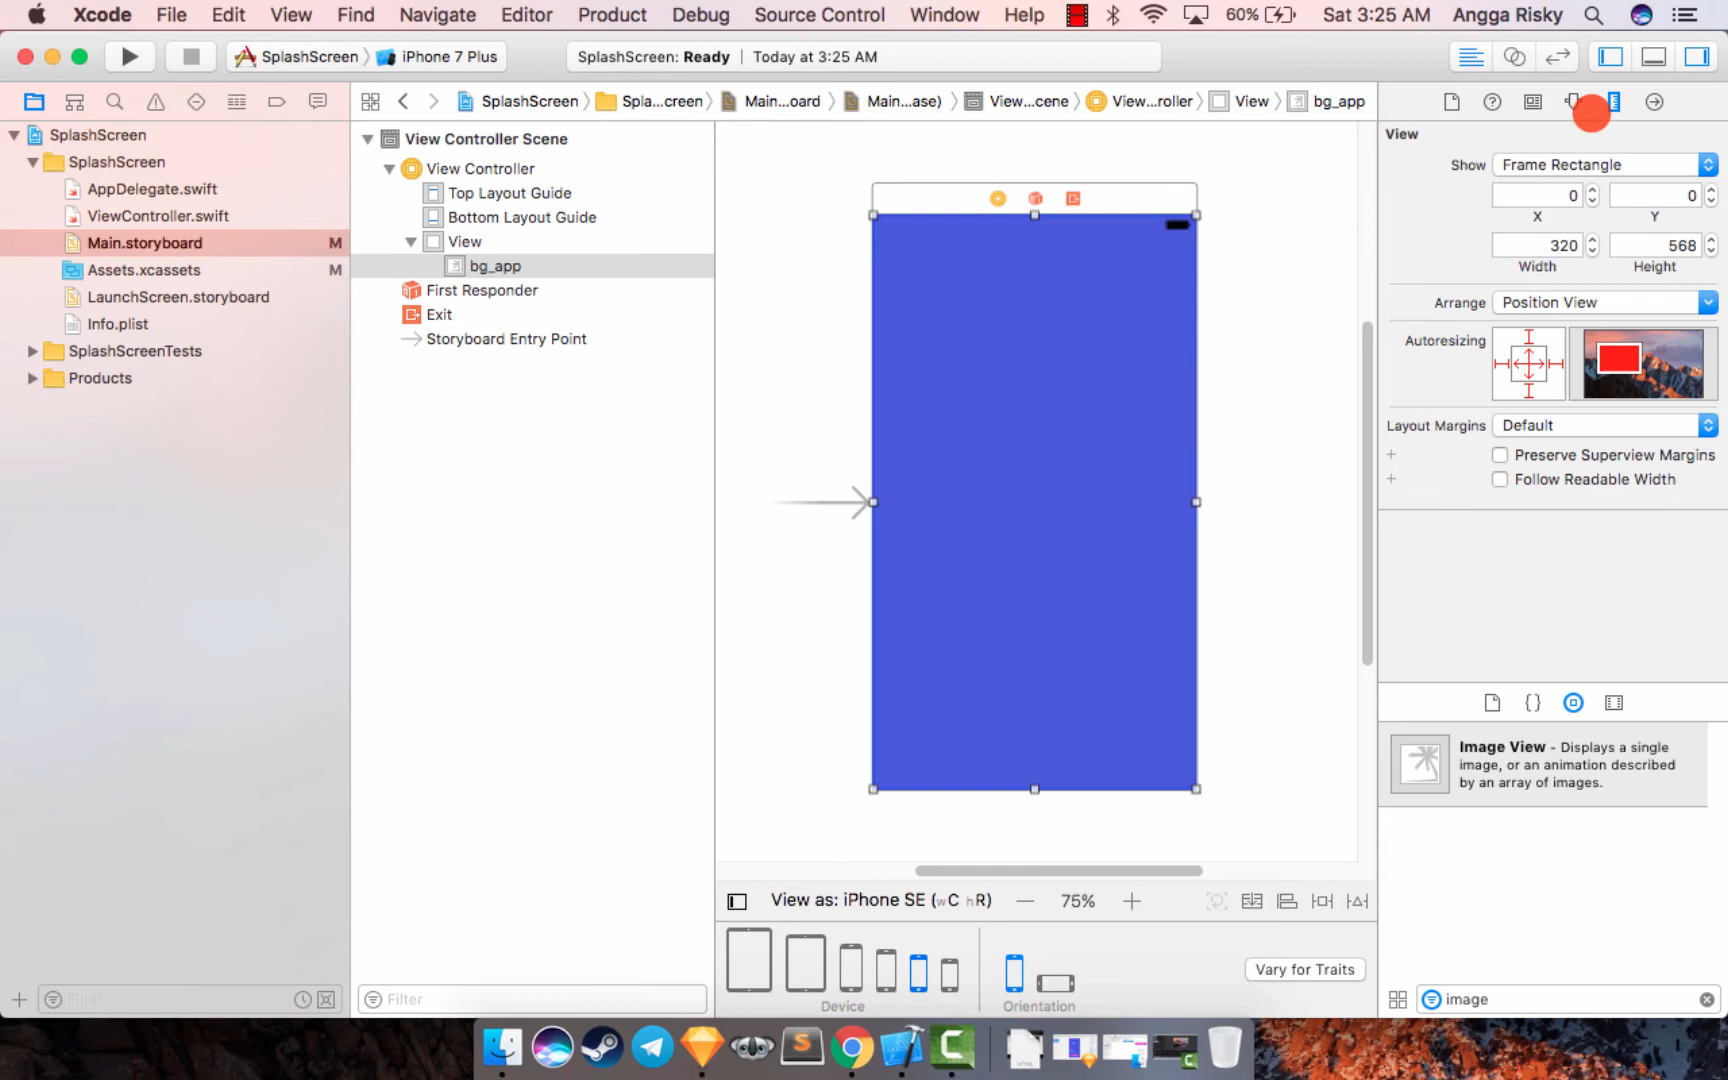 Xcode File Edit View Find Navigate Editor Product Debug Source Control Window Help 60% Sat 3:25 AM Angga Risky
SplashScreen iPhone 7 Plus SplashScreen: Ready Today at 3:25 AM
SplashScreen Spla...creen Main...oard Main...ase) View...cene View...roller View bg_app
SplashScreen
SplashScreen
AppDelegate.swift
ViewController.swift
Main.storyboard M
Assets.xcassets M
LaunchScreen.storyboard
Info.plist
SplashScreenTests
Products
Filter
View Controller Scene
View Controller
Top Layout Guide
Bottom Layout Guide
View
bg_app
First Responder
Exit
Storyboard Entry Point
Filter
View as: iPhone SE (wC hR) — 75% +
Device
Orientation
Vary for Traits
View
Show Frame Rectangle
0 0
X Y
320 568
Width Height
Arrange Position View
Autoresizing
Layout Margins Default
+ Preserve Superview Margins
+ Follow Readable Width
{}
Image View - Displays a single
image, or an animation described
by an array of images.
image
S
C
HTML